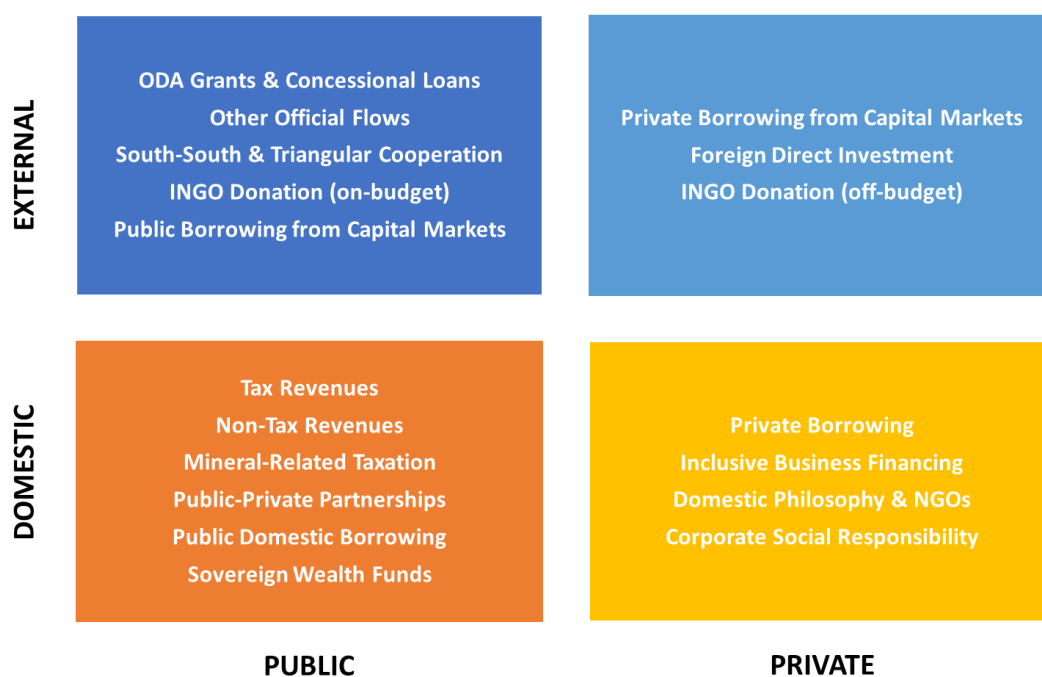 EXTERNAL
ODA Grants & Concessional Loans
Other Official Flows
South-South & Triangular Cooperation
INGO Donation (on-budget)
Public Borrowing from Capital Markets
Private Borrowing from Capital Markets
Foreign Direct Investment
INGO Donation (off-budget)
DOMESTIC
Tax Revenues
Non-Tax Revenues
Mineral-Related Taxation
Public-Private Partnerships
Public Domestic Borrowing
Sovereign Wealth Funds
Private Borrowing
Inclusive Business Financing
Domestic Philosophy & NGOs
Corporate Social Responsibility
PUBLIC
PRIVATE